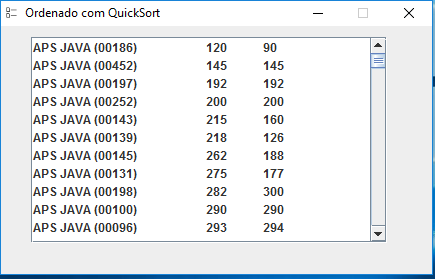 Ordenado com QuickSort
APS JAVA (00186) 120 90
APS JAVA (00452) 145 145
APS JAVA (00197) 192 192
APS JAVA (00252) 200 200
APS JAVA (00143) 215 160
APS JAVA (00139) 218 126
APS JAVA (00145) 262 188
APS JAVA (00131) 275 177
APS JAVA (00198) 282 300
APS JAVA (00100) 290 290
APS JAVA (00096) 293 294